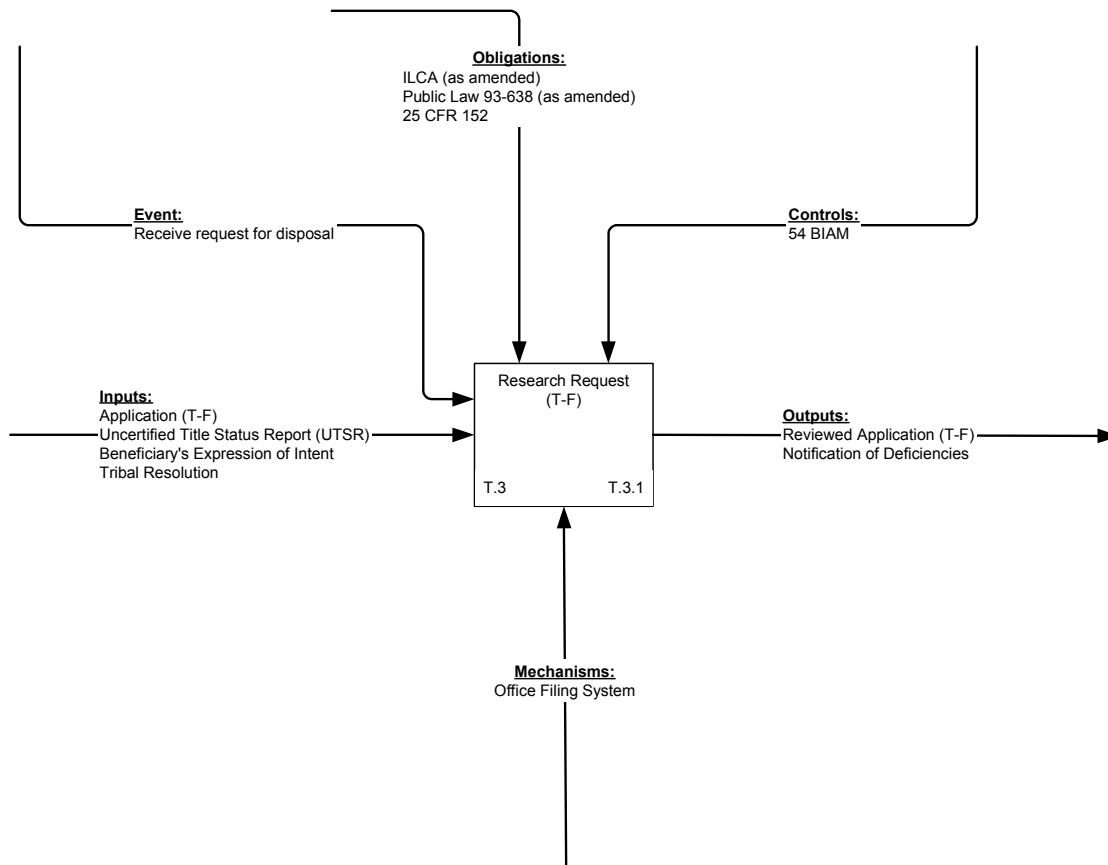 Obligations:
ILCA (as amended)
Public Law 93-638 (as amended)
25 CFR 152
Event:
Receive request for disposal
Controls:
54 BIAM
Research Request
(T-F)
T.3
T.3.1
Inputs:
Application (T-F)
Uncertified Title Status Report (UTSR)
Beneficiary's Expression of Intent
Tribal Resolution
Outputs:
Reviewed Application (T-F)
Notification of Deficiencies
Mechanisms:
Office Filing System